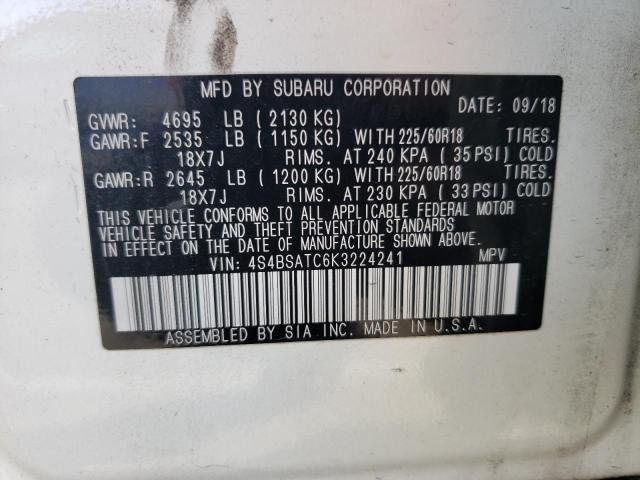 MFD BY SUBARU CORPORATION
DATE: 09/18
GVWR: 4695 LB (2130 KG)
GAWR:F 2535 LB (1150 KG) WITH 225/60R18 TIRES.
18X7J RIMS. AT 240 KPA (35 PSI) COLD
GAWR:R 2645 LB (1200 KG) WITH 225/60R18 TIRES.
18X7J RIMS. AT 230 KPA (33 PSI) COLD
THIS VEHICLE CONFORMS TO ALL APPLICABLE FEDERAL MOTOR
VEHICLE SAFETY AND THEFT PREVENTION STANDARDS
IN EFFECT ON THE DATE OF MANUFACTURE SHOWN ABOVE.
VIN: 4S4BSATC6K3224241 MPV
ASSEMBLED BY SIA INC. MADE IN U.S.A.